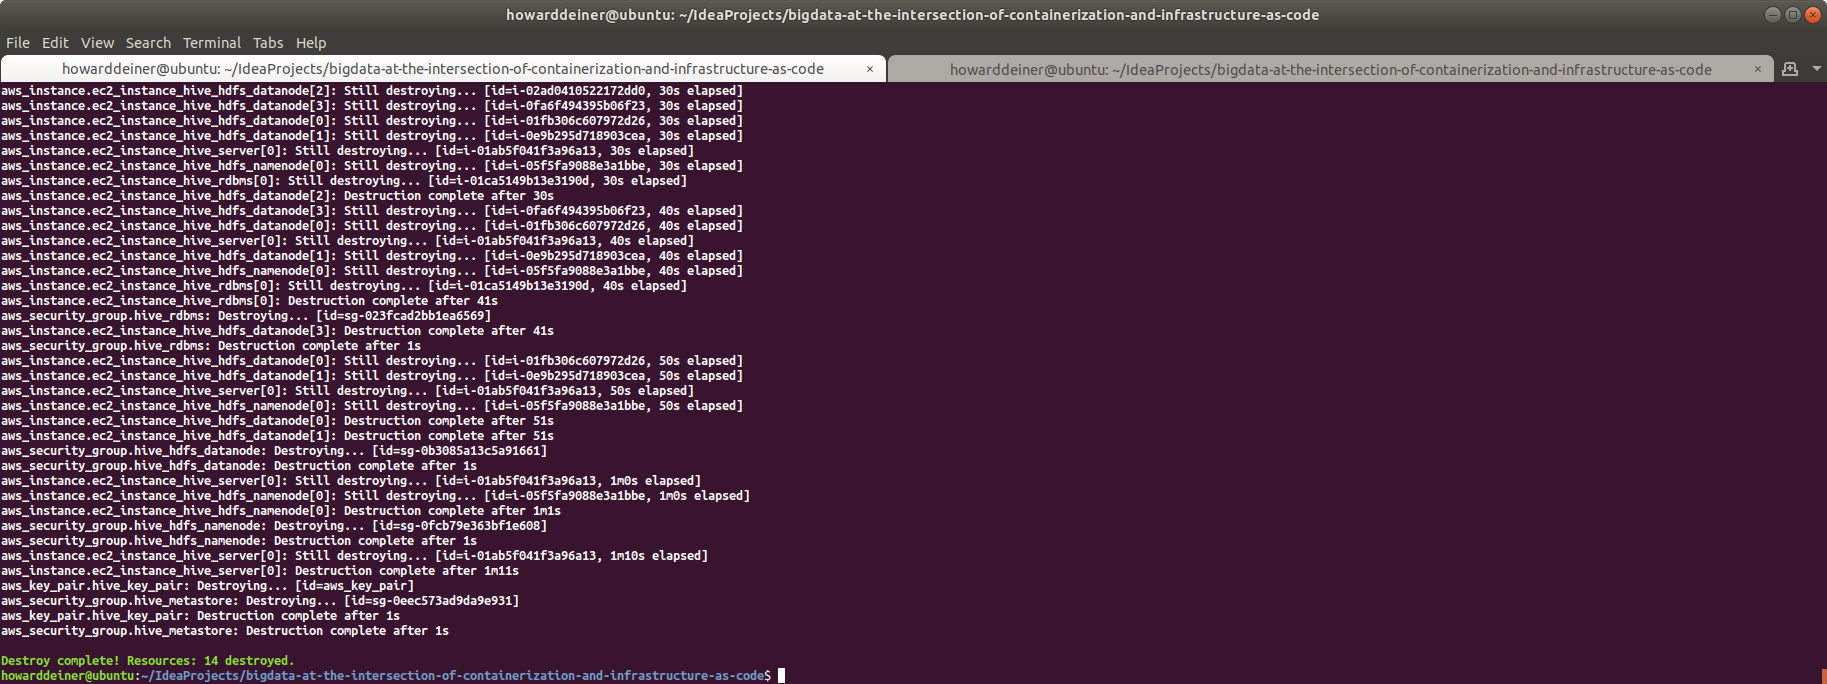 howarddeiner@ubuntu: ~/IdeaProjects/bigdata-at-the-intersection-of-containerization-and-infrastructure-as-code
File Edit View Search Terminal Tabs Help
howarddeiner@ubuntu: ~/IdeaProjects/bigdata-at-the-intersection-of-containerization-and-infrastructure-as-code × howarddeiner@ubuntu: ~/IdeaProjects/bigdata-at-the-intersection-of-containerization-and-infrastructure-as-code ×
aws_instance.ec2_instance_hive_hdfs_datanode[2]: Still destroying... [id=i-02ad0410522172dd0, 30s elapsed]
aws_instance.ec2_instance_hive_hdfs_datanode[3]: Still destroying... [id=i-0fa6f494395b06f23, 30s elapsed]
aws_instance.ec2_instance_hive_hdfs_datanode[0]: Still destroying... [id=i-01fb306c607972d26, 30s elapsed]
aws_instance.ec2_instance_hive_hdfs_datanode[1]: Still destroying... [id=i-0e9b295d718903cea, 30s elapsed]
aws_instance.ec2_instance_hive_server[0]: Still destroying... [id=i-01ab5f041f3a96a13, 30s elapsed]
aws_instance.ec2_instance_hive_hdfs_namenode[0]: Still destroying... [id=i-05f5fa9088e3a1bbe, 30s elapsed]
aws_instance.ec2_instance_hive_rdbms[0]: Still destroying... [id=i-01ca5149b13e3190d, 30s elapsed]
aws_instance.ec2_instance_hive_hdfs_datanode[2]: Destruction complete after 30s
aws_instance.ec2_instance_hive_hdfs_datanode[3]: Still destroying... [id=i-0fa6f494395b06f23, 40s elapsed]
aws_instance.ec2_instance_hive_hdfs_datanode[0]: Still destroying... [id=i-01fb306c607972d26, 40s elapsed]
aws_instance.ec2_instance_hive_server[0]: Still destroying... [id=i-01ab5f041f3a96a13, 40s elapsed]
aws_instance.ec2_instance_hive_hdfs_datanode[1]: Still destroying... [id=i-0e9b295d718903cea, 40s elapsed]
aws_instance.ec2_instance_hive_hdfs_namenode[0]: Still destroying... [id=i-05f5fa9088e3a1bbe, 40s elapsed]
aws_instance.ec2_instance_hive_rdbms[0]: Still destroying... [id=i-01ca5149b13e3190d, 40s elapsed]
aws_instance.ec2_instance_hive_rdbms[0]: Destruction complete after 41s
aws_security_group.hive_rdbms: Destroying... [id=sg-023fcad2bb1ea6569]
aws_instance.ec2_instance_hive_hdfs_datanode[3]: Destruction complete after 41s
aws_security_group.hive_rdbms: Destruction complete after 1s
aws_instance.ec2_instance_hive_hdfs_datanode[0]: Still destroying... [id=i-01fb306c607972d26, 50s elapsed]
aws_instance.ec2_instance_hive_hdfs_datanode[1]: Still destroying... [id=i-0e9b295d718903cea, 50s elapsed]
aws_instance.ec2_instance_hive_server[0]: Still destroying... [id=i-01ab5f041f3a96a13, 50s elapsed]
aws_instance.ec2_instance_hive_hdfs_namenode[0]: Still destroying... [id=i-05f5fa9088e3a1bbe, 50s elapsed]
aws_instance.ec2_instance_hive_hdfs_datanode[0]: Destruction complete after 51s
aws_instance.ec2_instance_hive_hdfs_datanode[1]: Destruction complete after 51s
aws_security_group.hive_hdfs_datanode: Destroying... [id=sg-0b3085a13c5a91661]
aws_security_group.hive_hdfs_datanode: Destruction complete after 1s
aws_instance.ec2_instance_hive_server[0]: Still destroying... [id=i-01ab5f041f3a96a13, 1m0s elapsed]
aws_instance.ec2_instance_hive_hdfs_namenode[0]: Still destroying... [id=i-05f5fa9088e3a1bbe, 1m0s elapsed]
aws_instance.ec2_instance_hive_hdfs_namenode[0]: Destruction complete after 1m1s
aws_security_group.hive_hdfs_namenode: Destroying... [id=sg-0fcb79e363bf1e608]
aws_security_group.hive_hdfs_namenode: Destruction complete after 1s
aws_instance.ec2_instance_hive_server[0]: Still destroying... [id=i-01ab5f041f3a96a13, 1m10s elapsed]
aws_instance.ec2_instance_hive_server[0]: Destruction complete after 1m11s
aws_key_pair.hive_key_pair: Destroying... [id=aws_key_pair]
aws_security_group.hive_metastore: Destroying... [id=sg-0eec573ad9da9e931]
aws_key_pair.hive_key_pair: Destruction complete after 1s
aws_security_group.hive_metastore: Destruction complete after 1s
Destroy complete! Resources: 14 destroyed.
howarddeiner@ubuntu:~/IdeaProjects/bigdata-at-the-intersection-of-containerization-and-infrastructure-as-code$